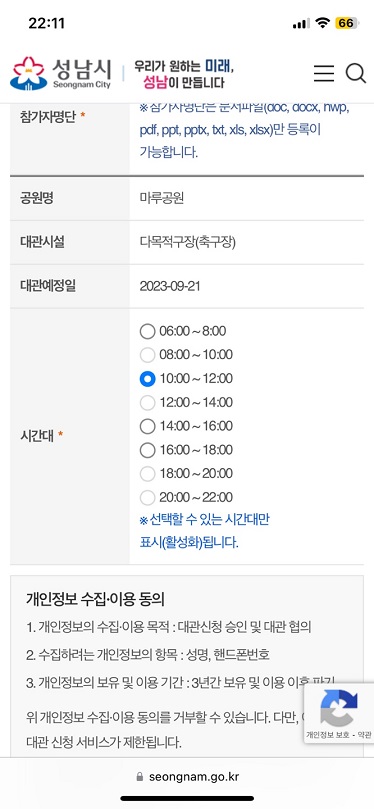 22:11
66
성남시
Seongnam City
우리가 원하는 미래,
성남이 만듭니다
참가자명단 *
※ 참가자명단은 문서파일(doc, docx, hwp,
pdf, ppt, pptx, txt, xls, xlsx)만 등록이
가능합니다.
공원명
마루공원
대관시설
다목적구장(축구장)
대관예정일
2023-09-21
시간대 *
06:00 ~ 8:00
08:00 ~ 10:00
10:00 ~ 12:00
12:00 ~ 14:00
14:00 ~ 16:00
16:00 ~ 18:00
18:00 ~ 20:00
20:00 ~ 22:00
※ 선택할 수 있는 시간대만
표시(활성화)됩니다.
개인정보 수집·이용 동의
1. 개인정보의 수집·이용 목적 : 대관신청 승인 및 대관 협의
2. 수집하려는 개인정보의 항목 : 성명, 핸드폰번호
3. 개인정보의 보유 및 이용 기간 : 3년간 보유 및 이용 이후 파기
위 개인정보 수집·이용 동의를 거부할 수 있습니다. 다만,
대관 신청 서비스가 제한됩니다.
개인정보 보호 - 약관
seongnam.go.kr